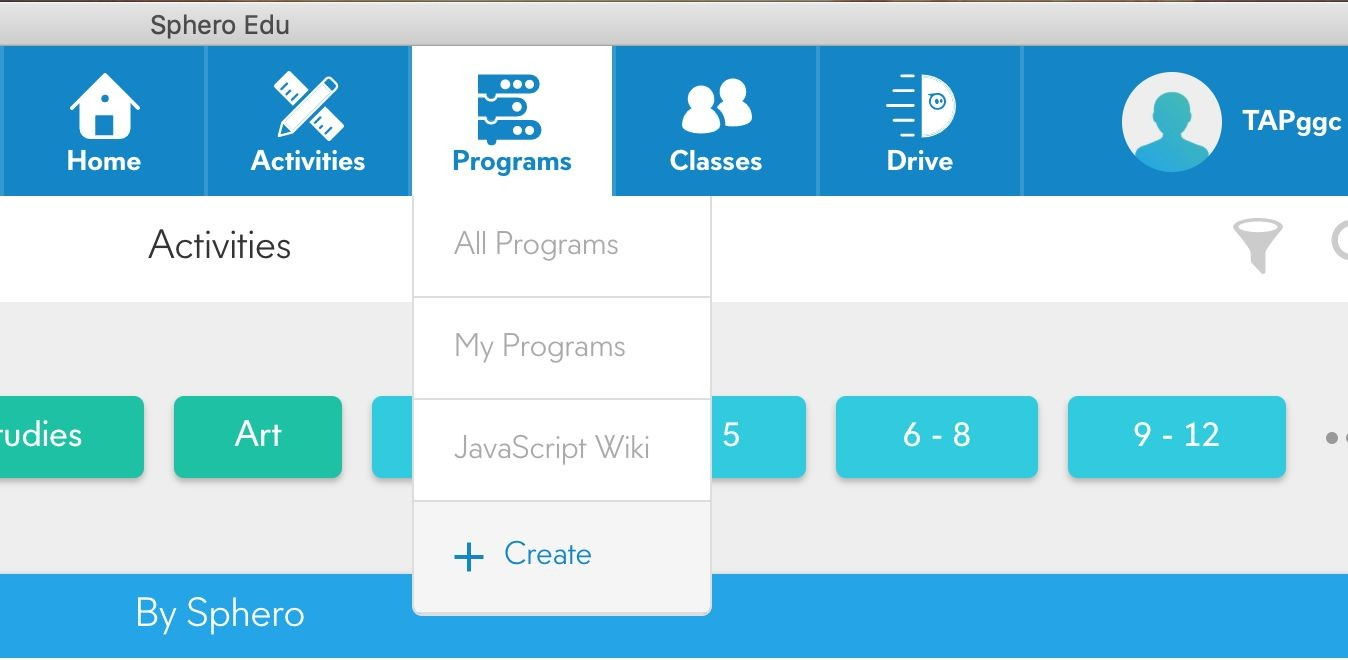 Sphero Edu
Home
Activities
Programs
Classes
Drive
TAPggc
Activities
All Programs
My Programs
JavaScript Wiki
Create
Art
5
6 - 8
9 - 12
By Sphero